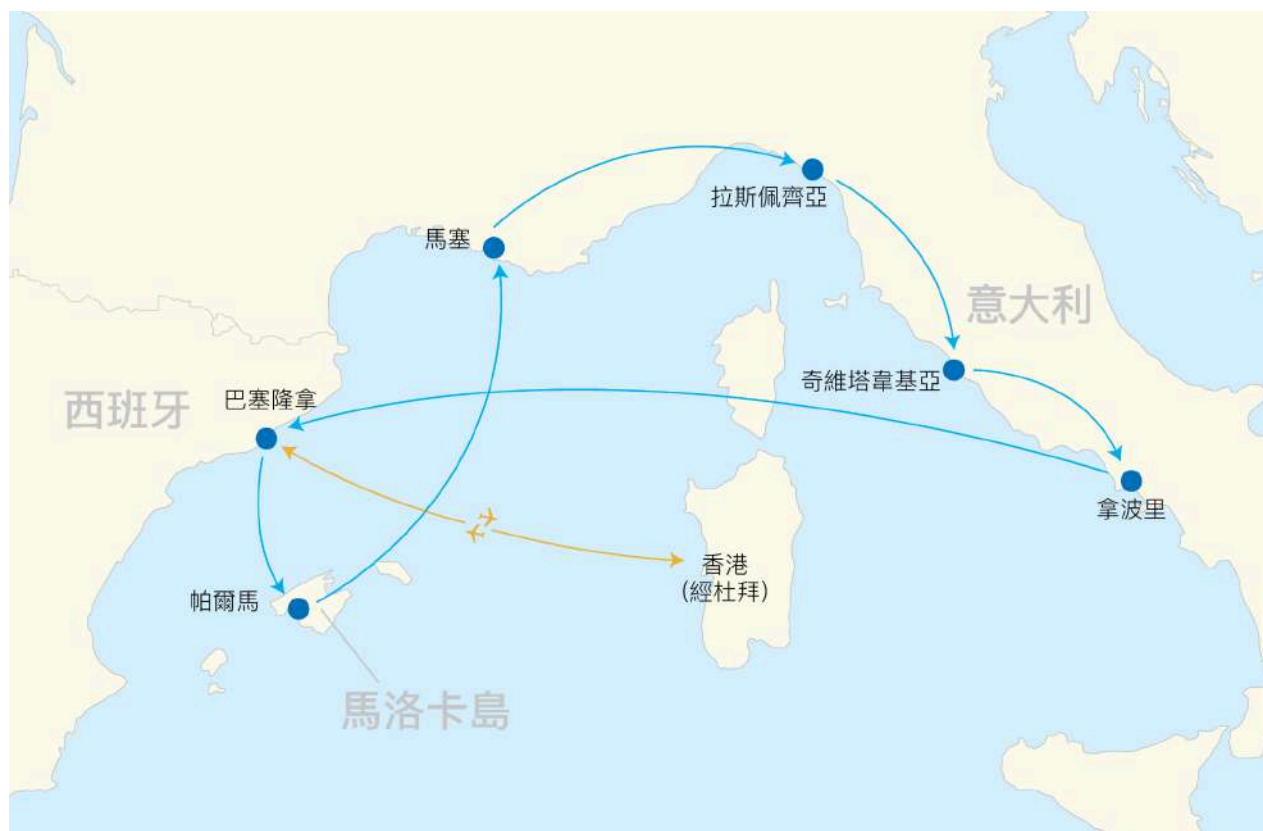 拉斯佩齊亞
馬塞
意大利
奇維塔韋基亞
西班牙
巴塞隆拿
拿波里
香港
(經杜拜)
帕爾馬
馬洛卡島